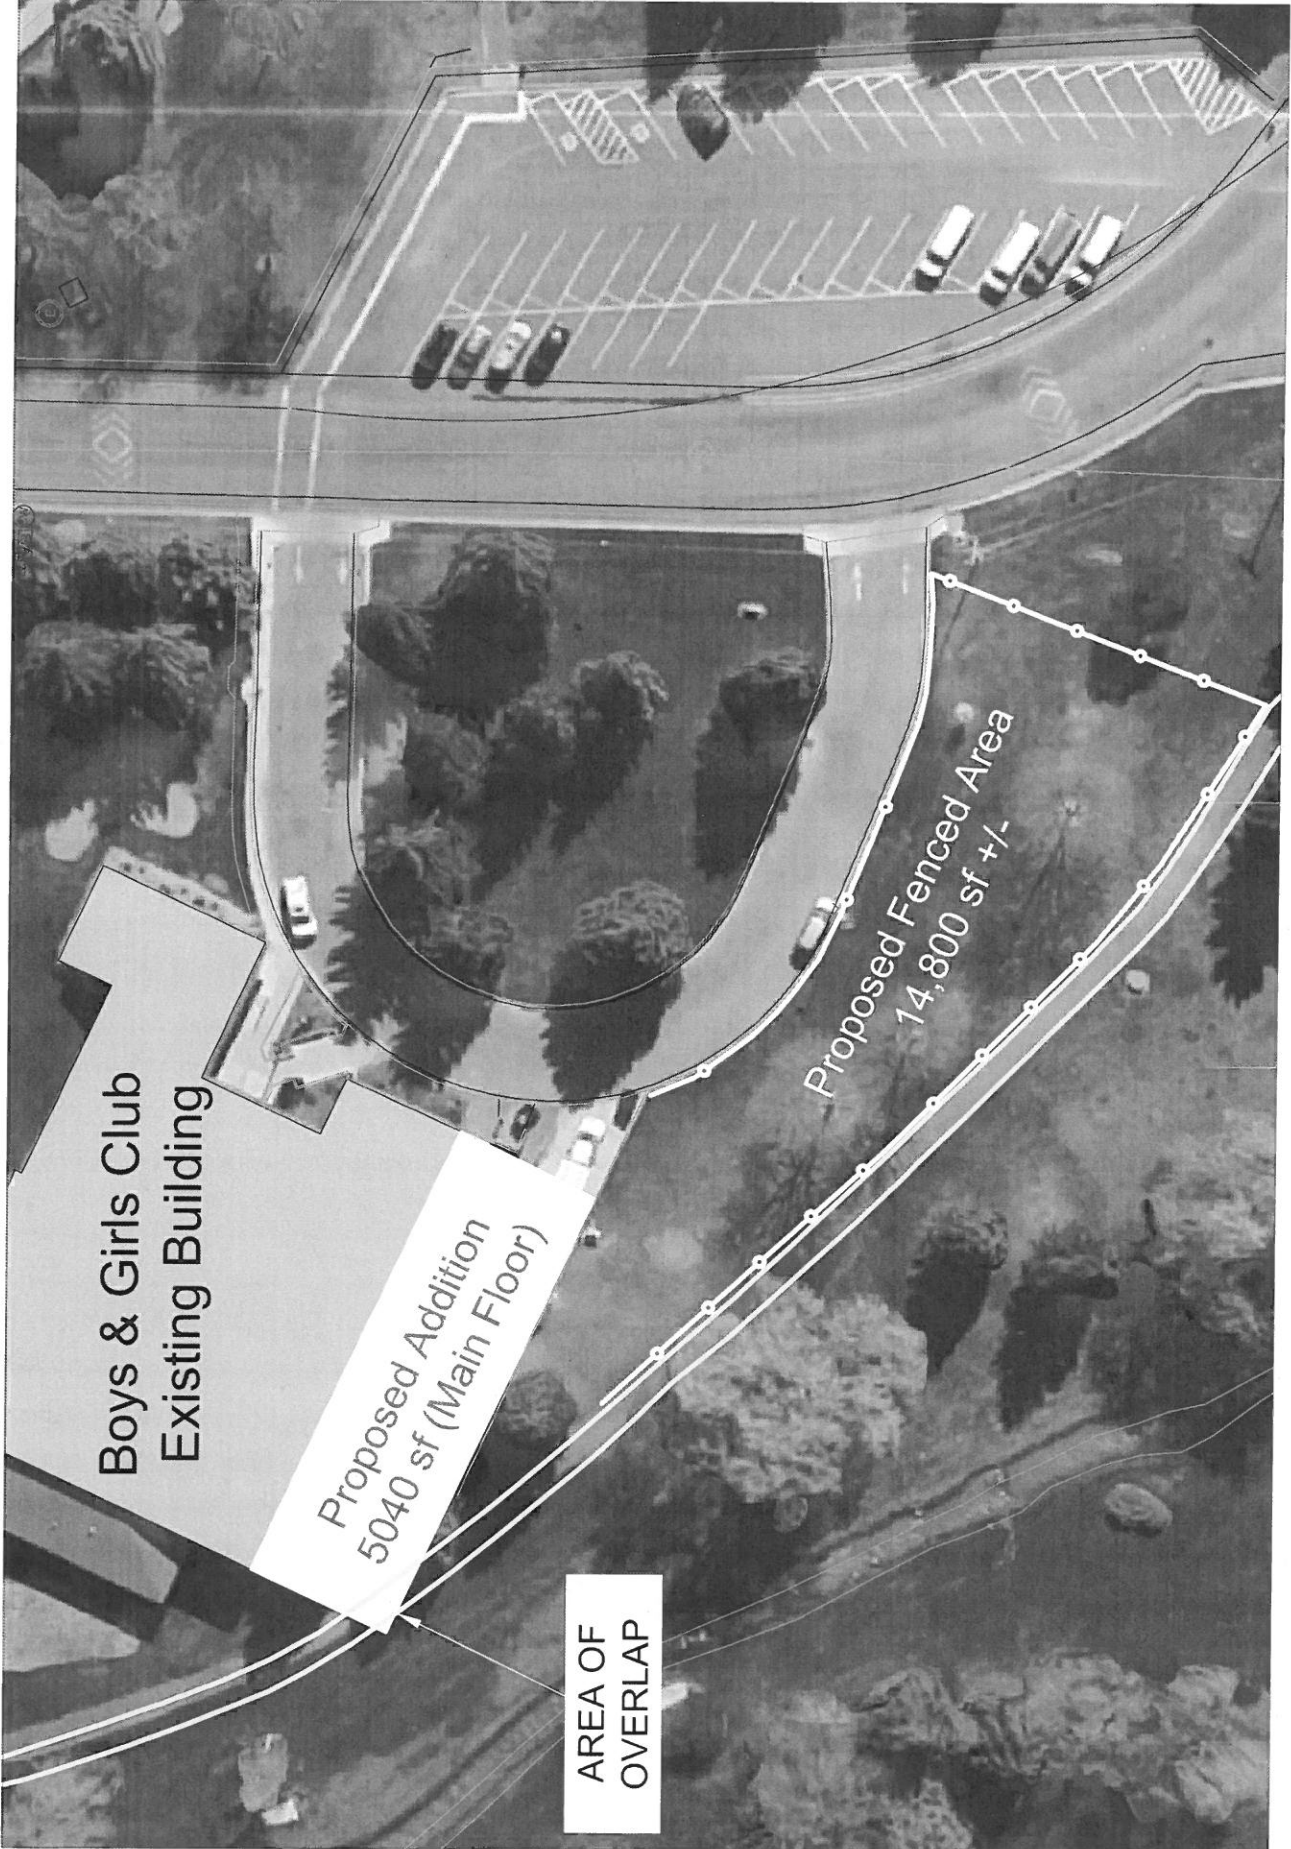 Boys & Girls Club
Existing Building
Proposed Addition
5040 sf (Main Floor)
Proposed Fenced Area
14,800 sf +/-
AREA OF
OVERLAP